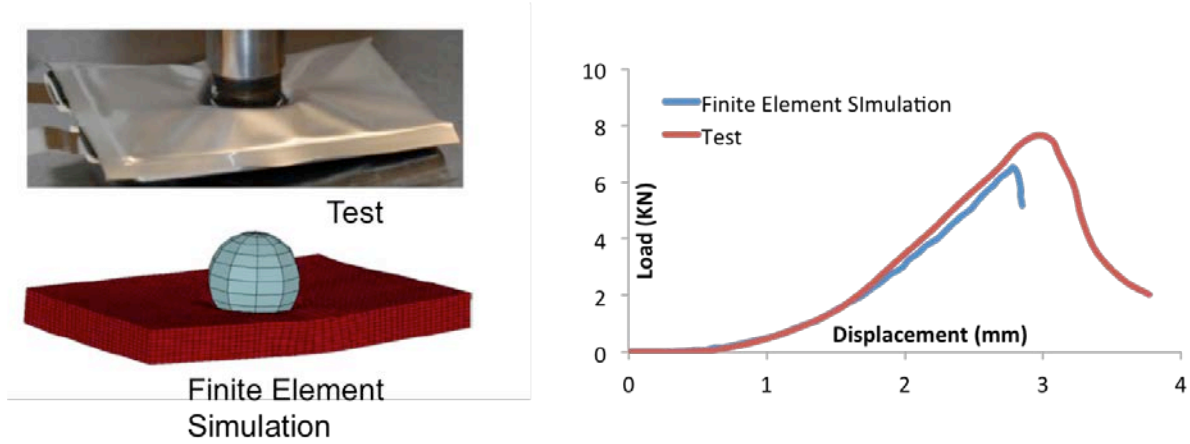 Test
Finite Element
Simulation
10
8
6
4
2
0
Load (KN)
Finite Element SImulation
Test
Displacement (mm)
0 1 2 3 4